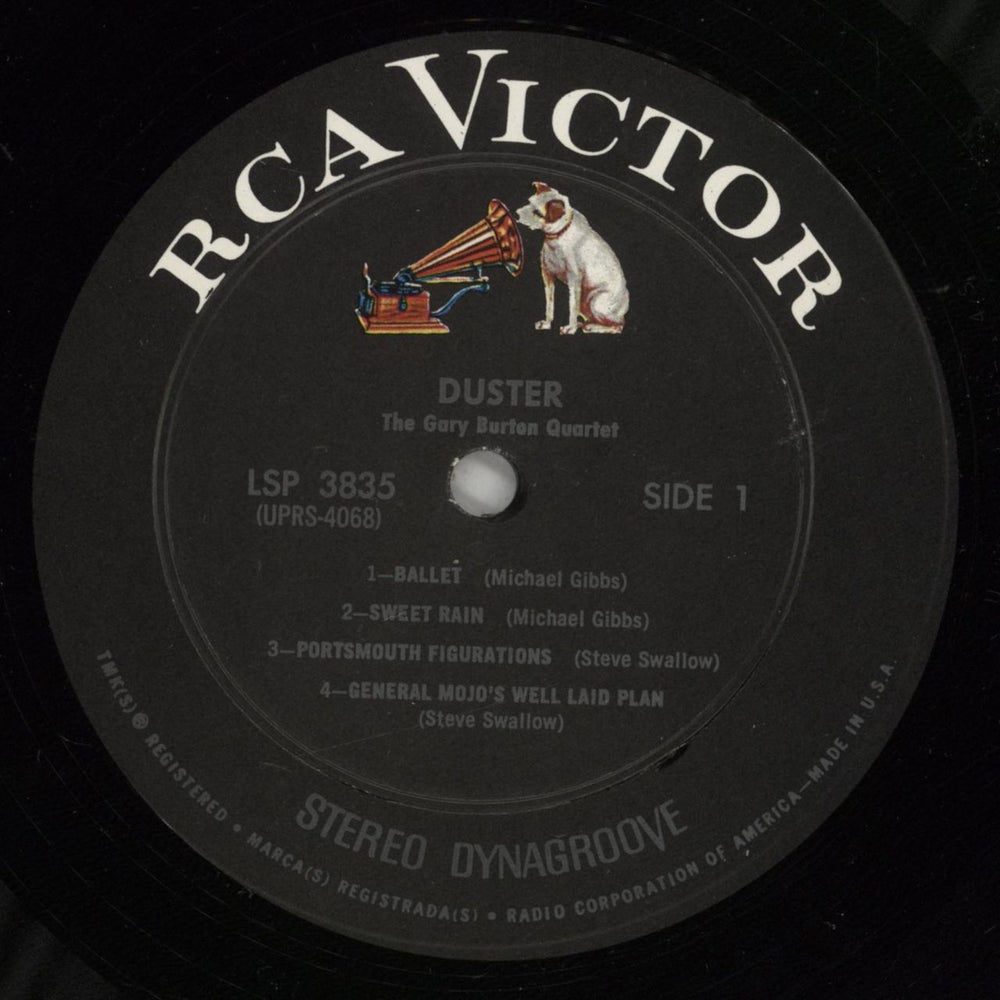 RCA VICTOR
DUSTER
The Gary Burton Quartet
LSP 3835
(UPRS-4068)
SIDE 1
1—BALLET (Michael Gibbs)
2—SWEET RAIN (Michael Gibbs)
3—PORTSMOUTH FIGURATIONS (Steve Swallow)
4—GENERAL MOJO'S WELL LAID PLAN
(Steve Swallow)
STEREO DYNAGROOVE
TMK(S) ® REGISTERED • MARCA(S) REGISTRADA(S) • RADIO CORPORATION OF AMERICA—MADE IN U.S.A.